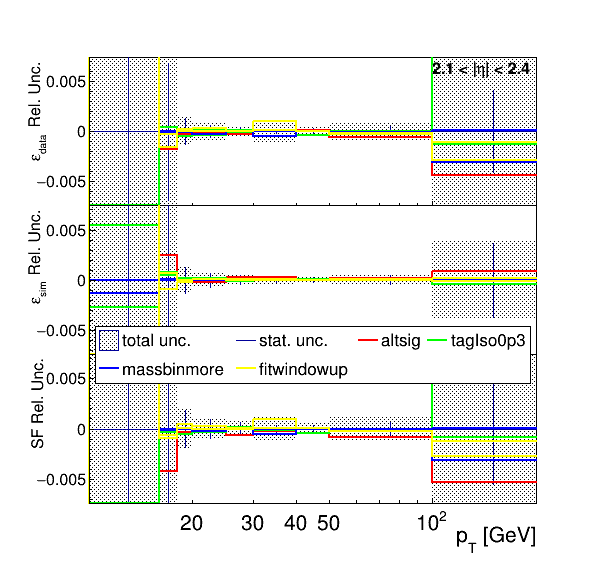 2.1 < |η| < 2.4
ε_data Rel. Unc.
0.005
0
−0.005
ε_sim Rel. Unc.
0.005
0
−0.005
total unc. stat. unc. altsig tagIso0p3
massbinmore fitwindowup
SF Rel. Unc.
0.005
0
−0.005
20 30 40 50 10²
p_T [GeV]